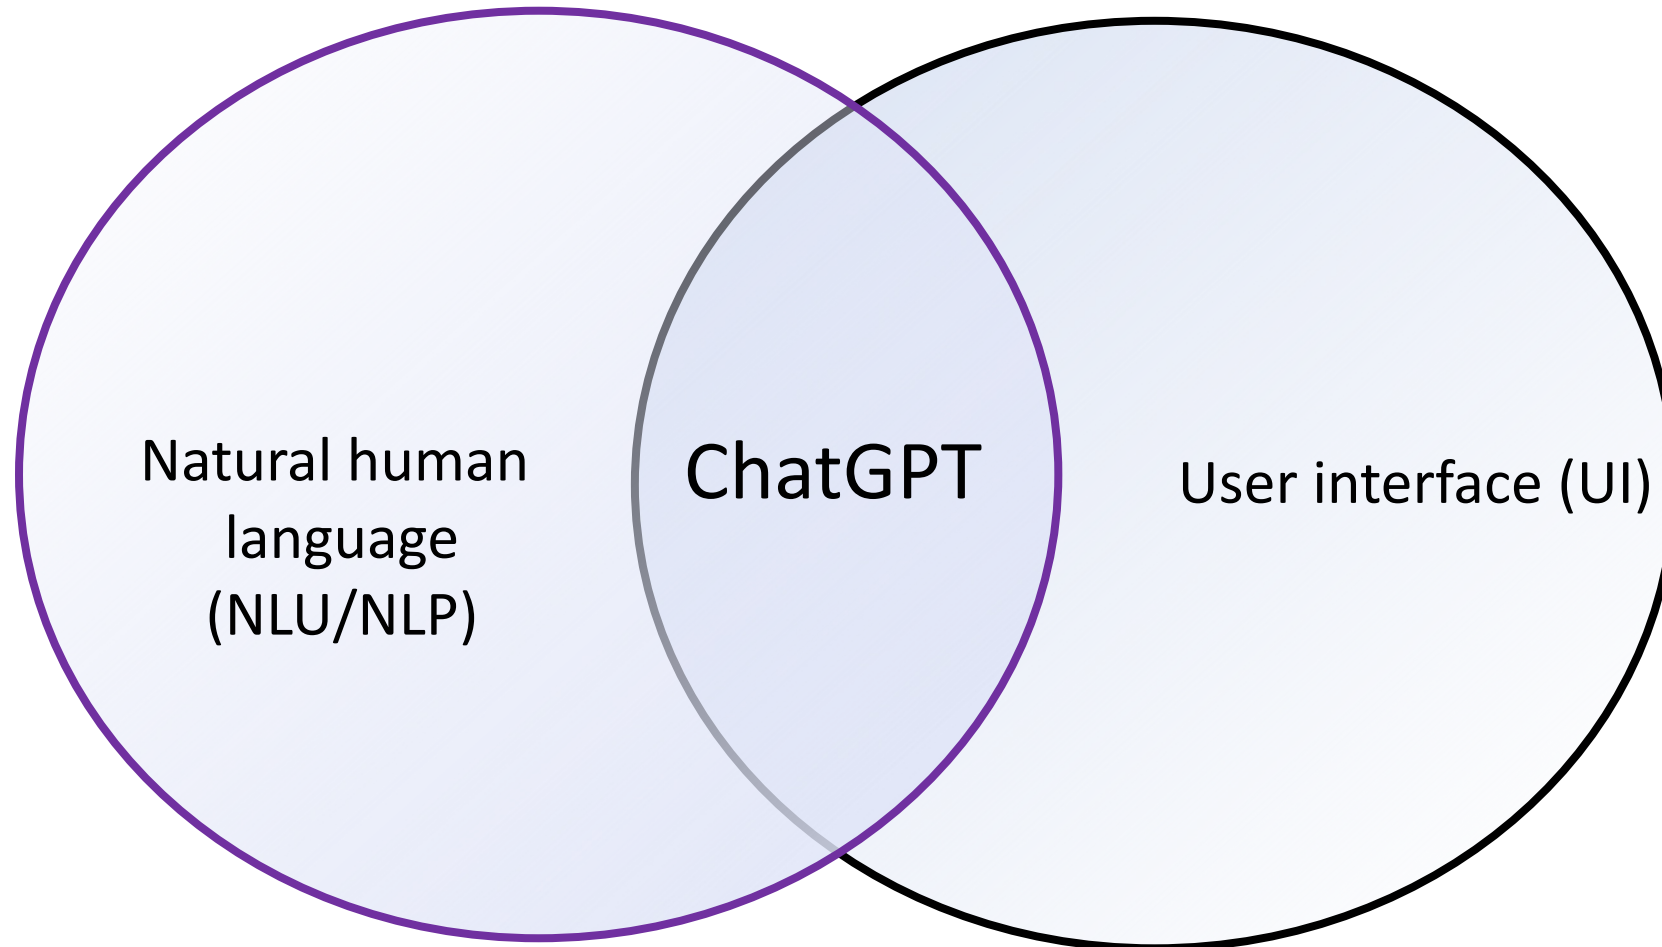 Natural human
language
(NLU/NLP)
ChatGPT
User interface (UI)